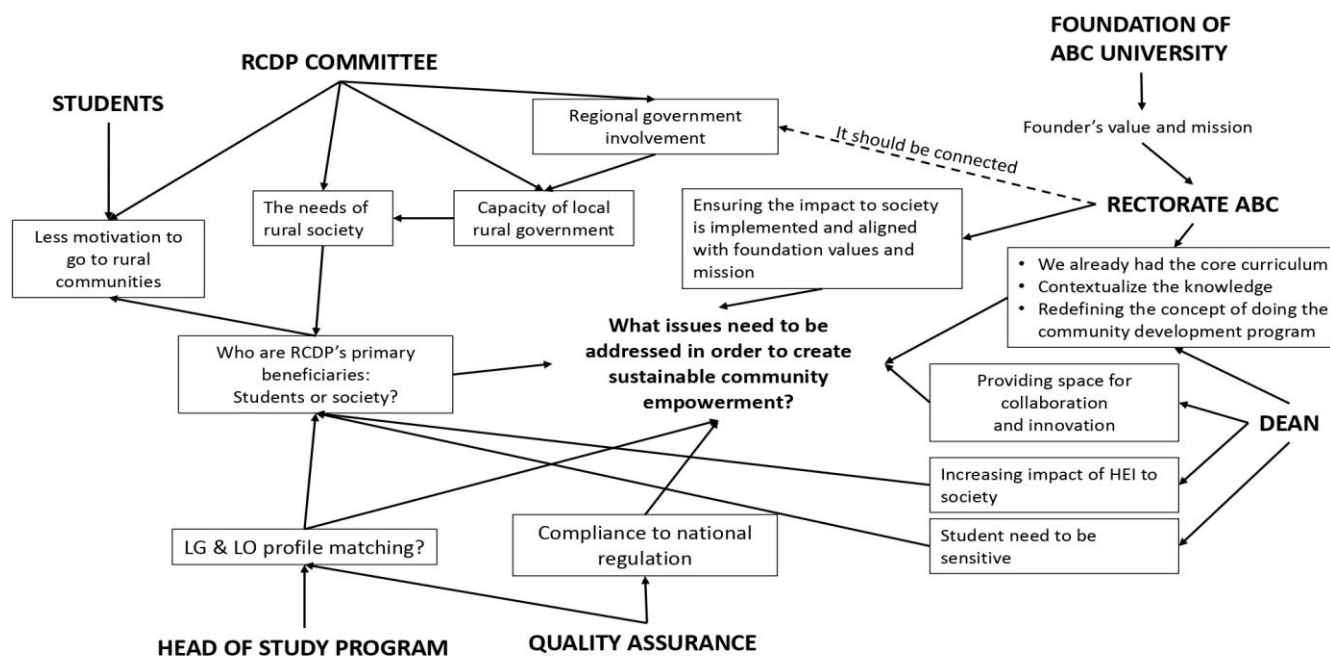 FOUNDATION OF
ABC UNIVERSITY
RCDP COMMITTEE
STUDENTS
Regional government
involvement
It should be connected
Founder's value and mission
The needs of
rural society
Capacity of local
rural government
Ensuring the impact to society
is implemented and aligned
with foundation values and
mission
RECTORATE ABC
Less motivation to
go to rural
communities
• We already had the core curriculum
• Contextualize the knowledge
• Redefining the concept of doing the
community development program
What issues need to be
addressed in order to create
sustainable community
empowerment?
Who are RCDP's primary
beneficiaries:
Students or society?
Providing space for
collaboration
and innovation
DEAN
Increasing impact of HEI to
society
Student need to be
sensitive
LG & LO profile matching?
Compliance to national
regulation
HEAD OF STUDY PROGRAM
QUALITY ASSURANCE